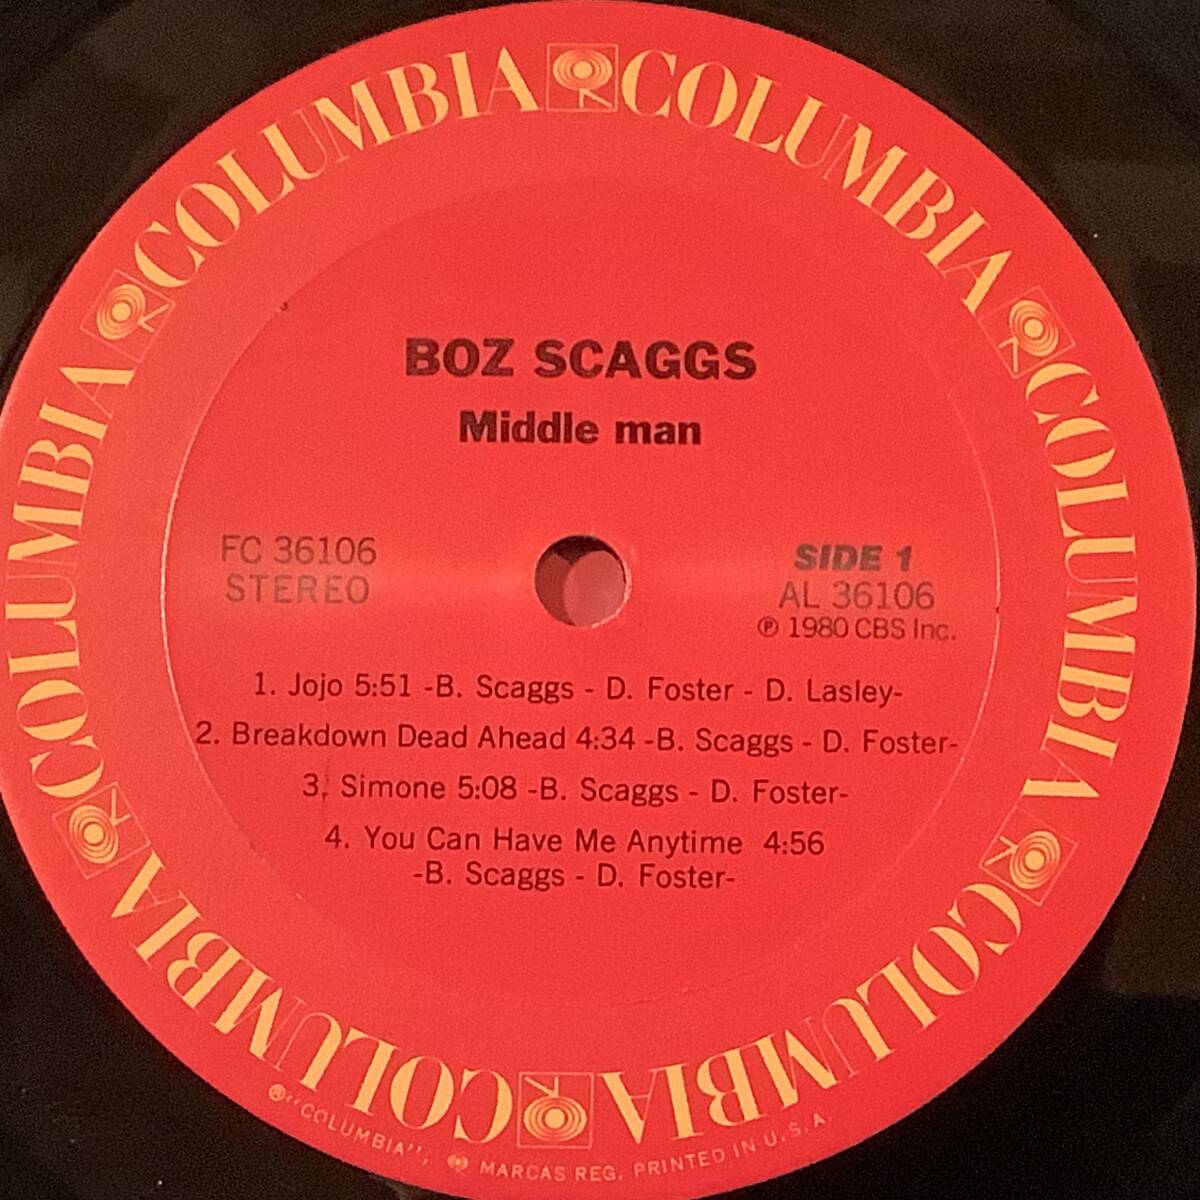 COLUMBIA COLUMBIA COLUMBIA COLUMBIA COLUMBIA COLUMBIA
BOZ SCAGGS
Middle man
FC 36106
STEREO
SIDE 1
AL 36106
℗ 1980 CBS Inc.
1. Jojo 5:51 -B. Scaggs - D. Foster - D. Lasley-
2. Breakdown Dead Ahead 4:34 -B. Scaggs - D. Foster-
3. Simone 5:08 -B. Scaggs - D. Foster-
4. You Can Have Me Anytime 4:56
-B. Scaggs - D. Foster-
® "COLUMBIA", MARCAS REG. PRINTED IN U.S.A.